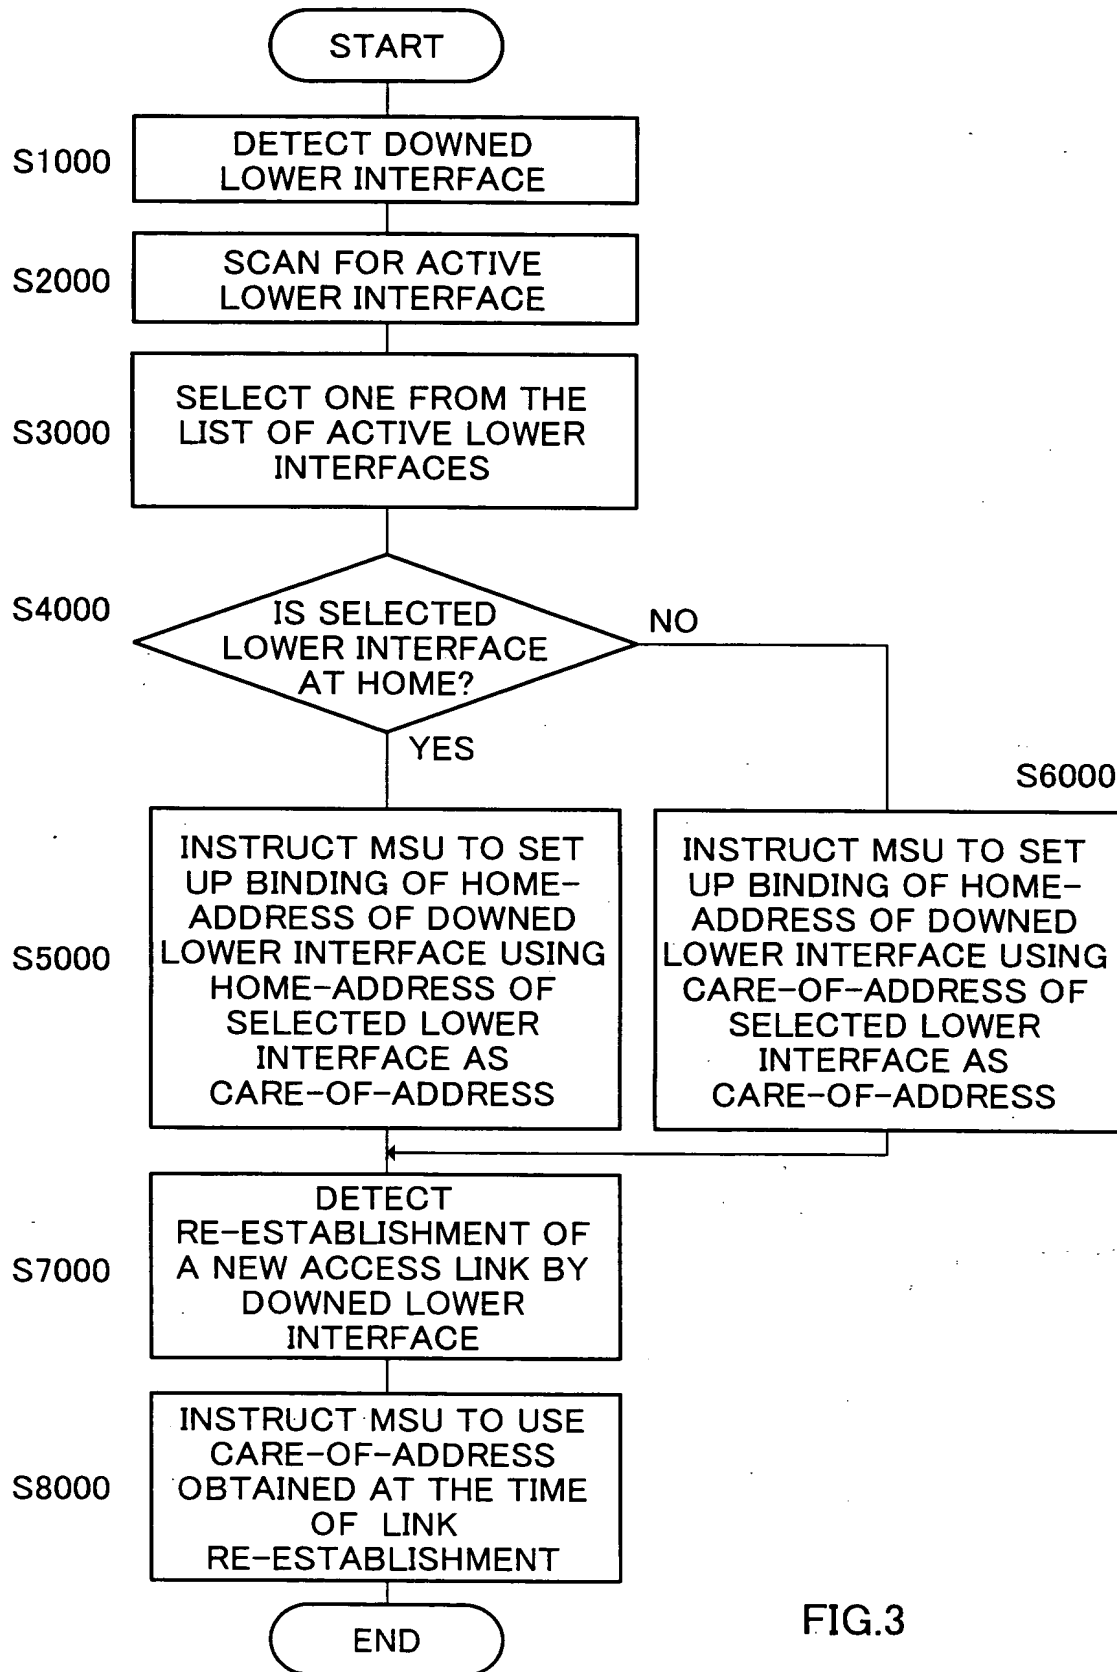 START
S1000
DETECT DOWNED
LOWER INTERFACE
S2000
SCAN FOR ACTIVE
LOWER INTERFACE
S3000
SELECT ONE FROM THE
LIST OF ACTIVE LOWER
INTERFACES
S4000
IS SELECTED
LOWER INTERFACE
AT HOME?
NO
YES
S5000
INSTRUCT MSU TO SET
UP BINDING OF HOME-
ADDRESS OF DOWNED
LOWER INTERFACE USING
HOME-ADDRESS OF
SELECTED LOWER
INTERFACE AS
CARE-OF-ADDRESS
S6000
INSTRUCT MSU TO SET
UP BINDING OF HOME-
ADDRESS OF DOWNED
LOWER INTERFACE USING
CARE-OF-ADDRESS OF
SELECTED LOWER
INTERFACE AS
CARE-OF-ADDRESS
S7000
DETECT
RE-ESTABLISHMENT OF
A NEW ACCESS LINK BY
DOWNED LOWER
INTERFACE
S8000
INSTRUCT MSU TO USE
CARE-OF-ADDRESS
OBTAINED AT THE TIME
OF LINK
RE-ESTABLISHMENT
END
FIG.3